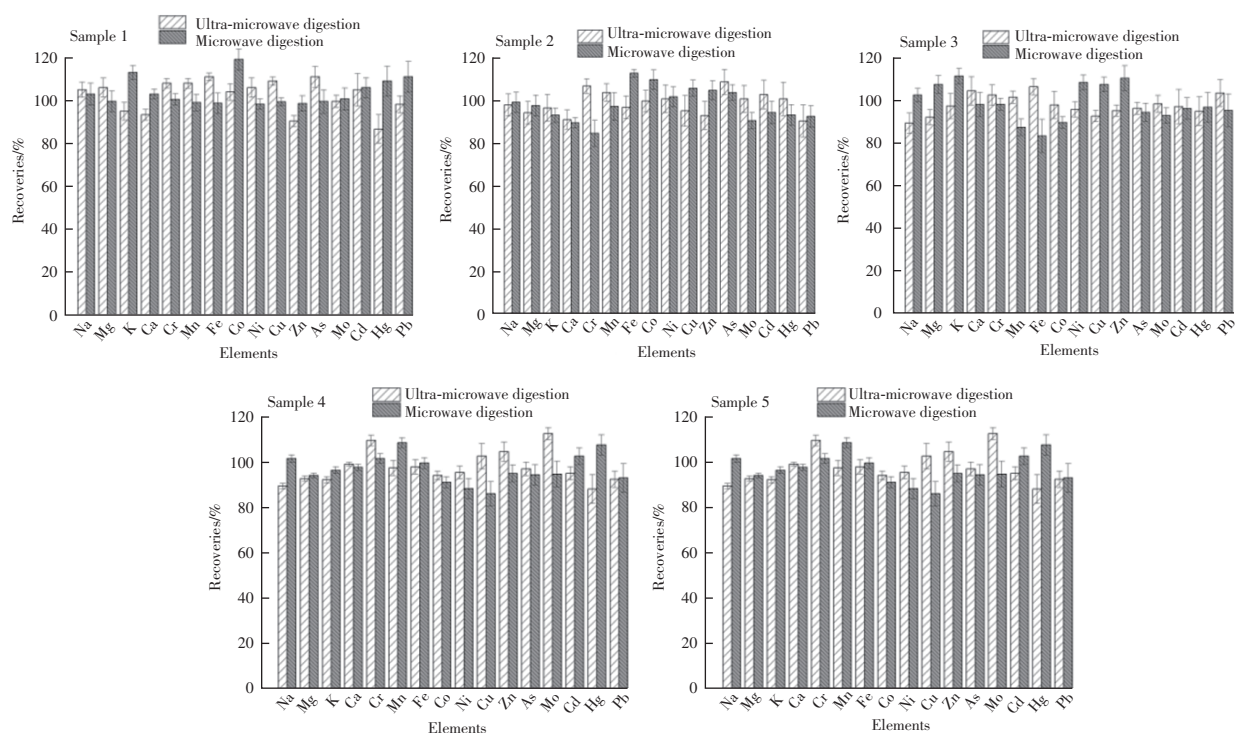 Sample 1
Ultra-microwave digestion
Microwave digestion
120
100
80
60
40
20
0
Recoveries/%
Na Mg K Ca Cr Mn Fe Co Ni Cu Zn As Mo Cd Hg Pb
Elements
Sample 2
Ultra-microwave digestion
Microwave digestion
120
100
80
60
40
20
0
Recoveries/%
Na Mg K Ca Cr Mn Fe Co Ni Cu Zn As Mo Cd Hg Pb
Elements
Sample 3
Ultra-microwave digestion
Microwave digestion
120
100
80
60
40
20
0
Recoveries/%
Na Mg K Ca Cr Mn Fe Co Ni Cu Zn As Mo Cd Hg Pb
Elements
Sample 4
Ultra-microwave digestion
Microwave digestion
120
100
80
60
40
20
0
Recoveries/%
Na Mg K Ca Cr Mn Fe Co Ni Cu Zn As Mo Cd Hg Pb
Elements
Sample 5
Ultra-microwave digestion
Microwave digestion
120
100
80
60
40
20
0
Recoveries/%
Na Mg K Ca Cr Mn Fe Co Ni Cu Zn As Mo Cd Hg Pb
Elements